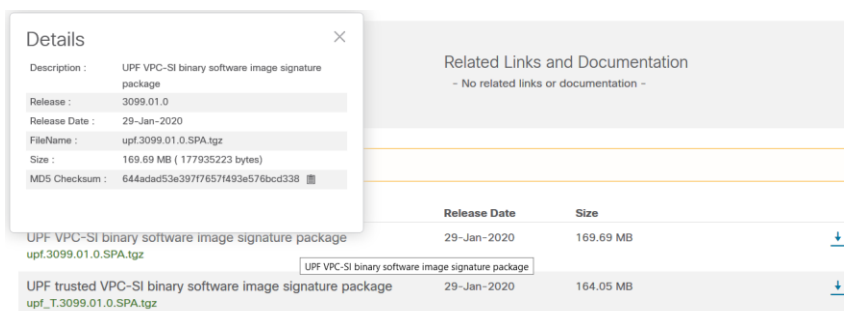 Details
Description : UPF VPC-SI binary software image signature
package
Release : 3099.01.0
Release Date : 29-Jan-2020
FileName : upf.3099.01.0.SPA.tgz
Size : 169.69 MB ( 177935223 bytes)
MD5 Checksum : 644adad53e397f7657f493e576bcd338
Related Links and Documentation
- No related links or documentation -
Release Date Size
UPF VPC-SI binary software image signature package 29-Jan-2020 169.69 MB
upf.3099.01.0.SPA.tgz
UPF VPC-SI binary software image signature package
UPF trusted VPC-SI binary software image signature package 29-Jan-2020 164.05 MB
upf_T.3099.01.0.SPA.tgz